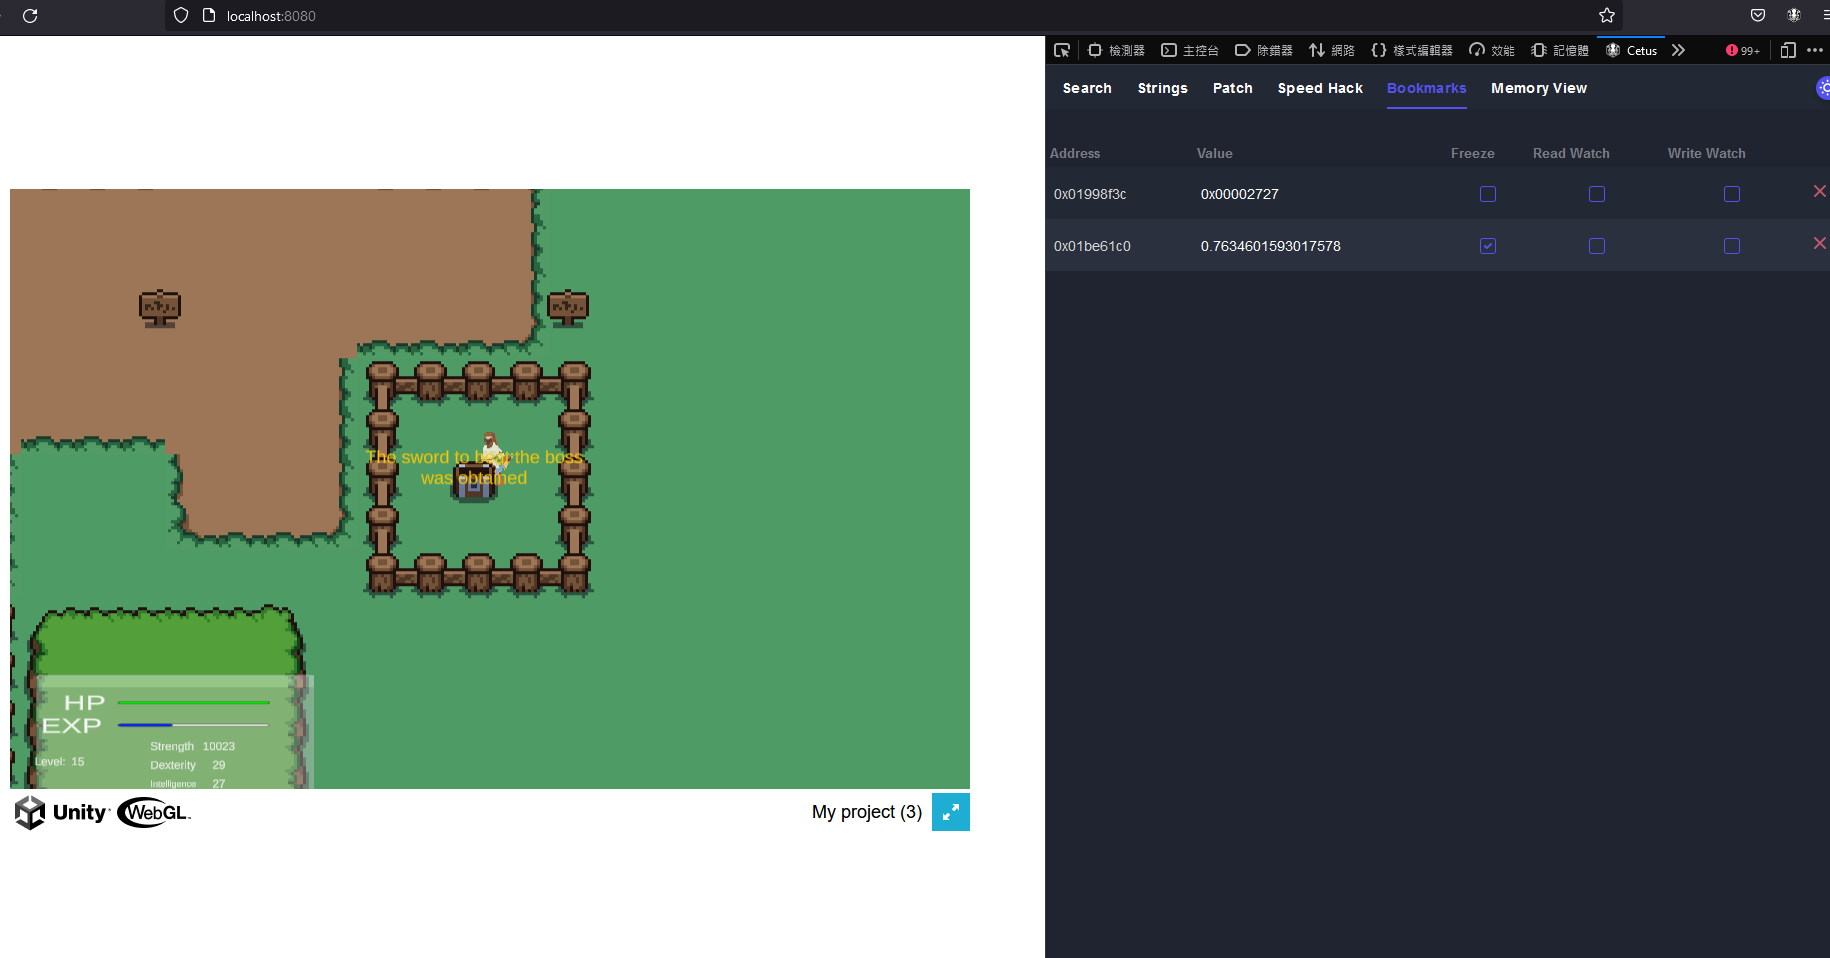 localhost:8080
檢測器 主控台 除錯器 網路 樣式編輯器 效能 記憶體 Cetus 99+
Search Strings Patch Speed Hack Bookmarks Memory View
Address Value Freeze Read Watch Write Watch
0x01998f3c 0x00002727
0x01be61c0 0.7634601593017578
The sword to beat the boss
was obtained
HP
EXP
Strength 10023
Level: 15
Dexterity 29
Intelligence 27
Unity WebGL
My project (3)